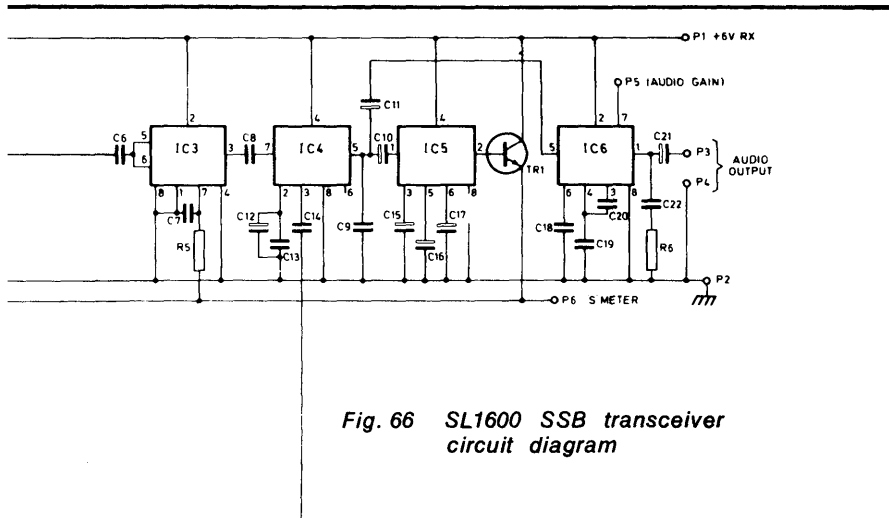 P1 +6V RX
P5 (AUDIO GAIN)
C11
2
4
4
2 7
C6
5
6
IC3
3
C8
7
IC4
5
C10
1
IC5
2
TR1
5
IC6
1
C21
P3
P4
AUDIO
OUTPUT
8 1 7 4
2 3 8 6
3 5 6 8
6 4 3 8
C7
C12
C14
C9
C15
C17
C18
C20
C22
R5
C13
C16
C19
R6
P2
P6 S METER
Fig. 66 SL1600 SSB transceiver
circuit diagram